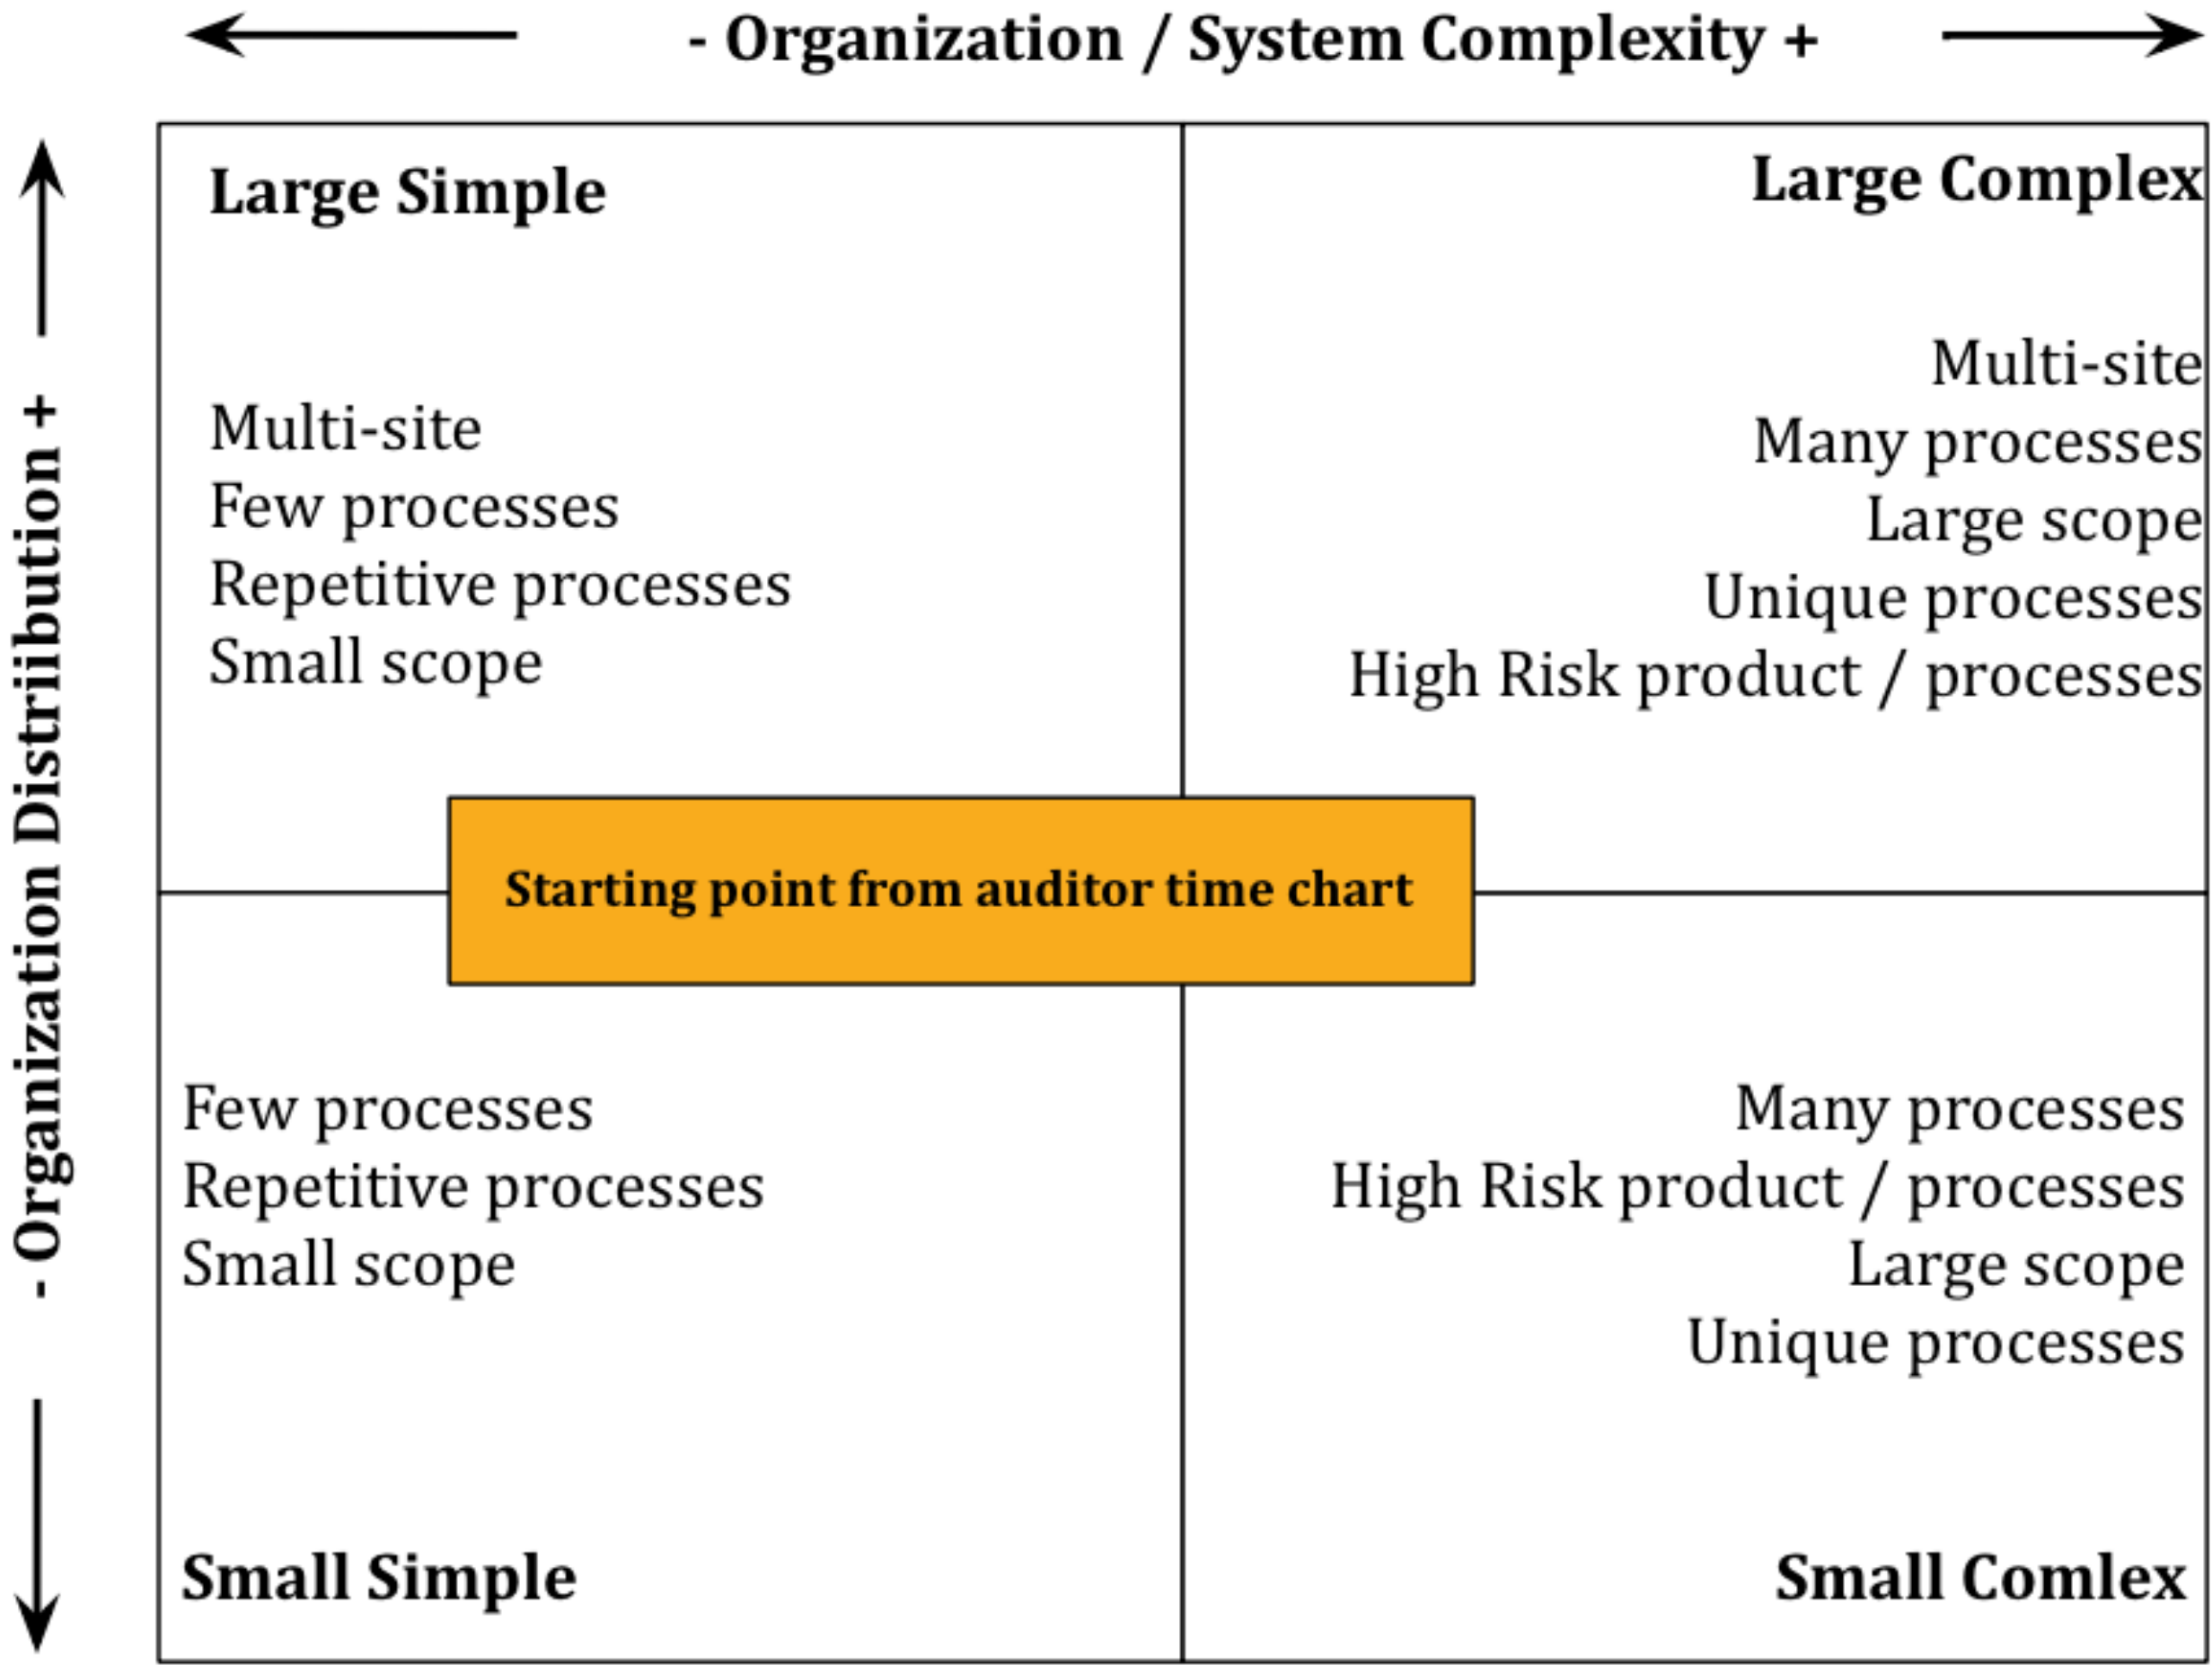 - Organization / System Complexity +
- Organization Distriibution +
Large Simple
Multi-site
Few processes
Repetitive processes
Small scope
Large Complex
Multi-site
Many processes
Large scope
Unique processes
High Risk product / processes
Starting point from auditor time chart
Few processes
Repetitive processes
Small scope
Small Simple
Many processes
High Risk product / processes
Large scope
Unique processes
Small Comlex